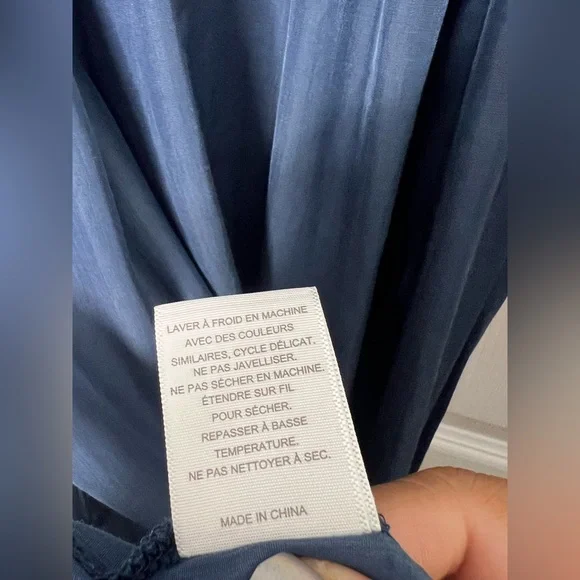 LAVER À FROID EN MACHINE
AVEC DES COULEURS
SIMILAIRES, CYCLE DÉLICAT.
NE PAS JAVELLISER.
NE PAS SÉCHER EN MACHINE.
ÉTENDRE SUR FIL
POUR SÉCHER.
REPASSER À BASSE
TEMPERATURE.
NE PAS NETTOYER À SEC.
MADE IN CHINA